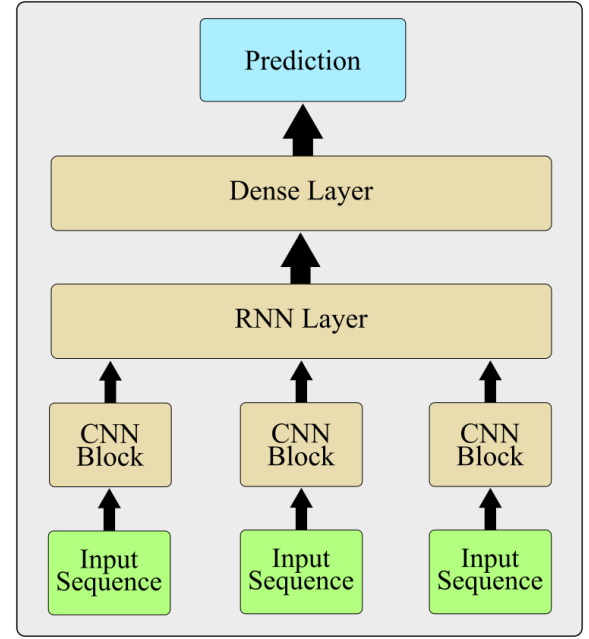 Prediction
Dense Layer
RNN Layer
CNN
Block
CNN
Block
CNN
Block
Input
Sequence
Input
Sequence
Input
Sequence